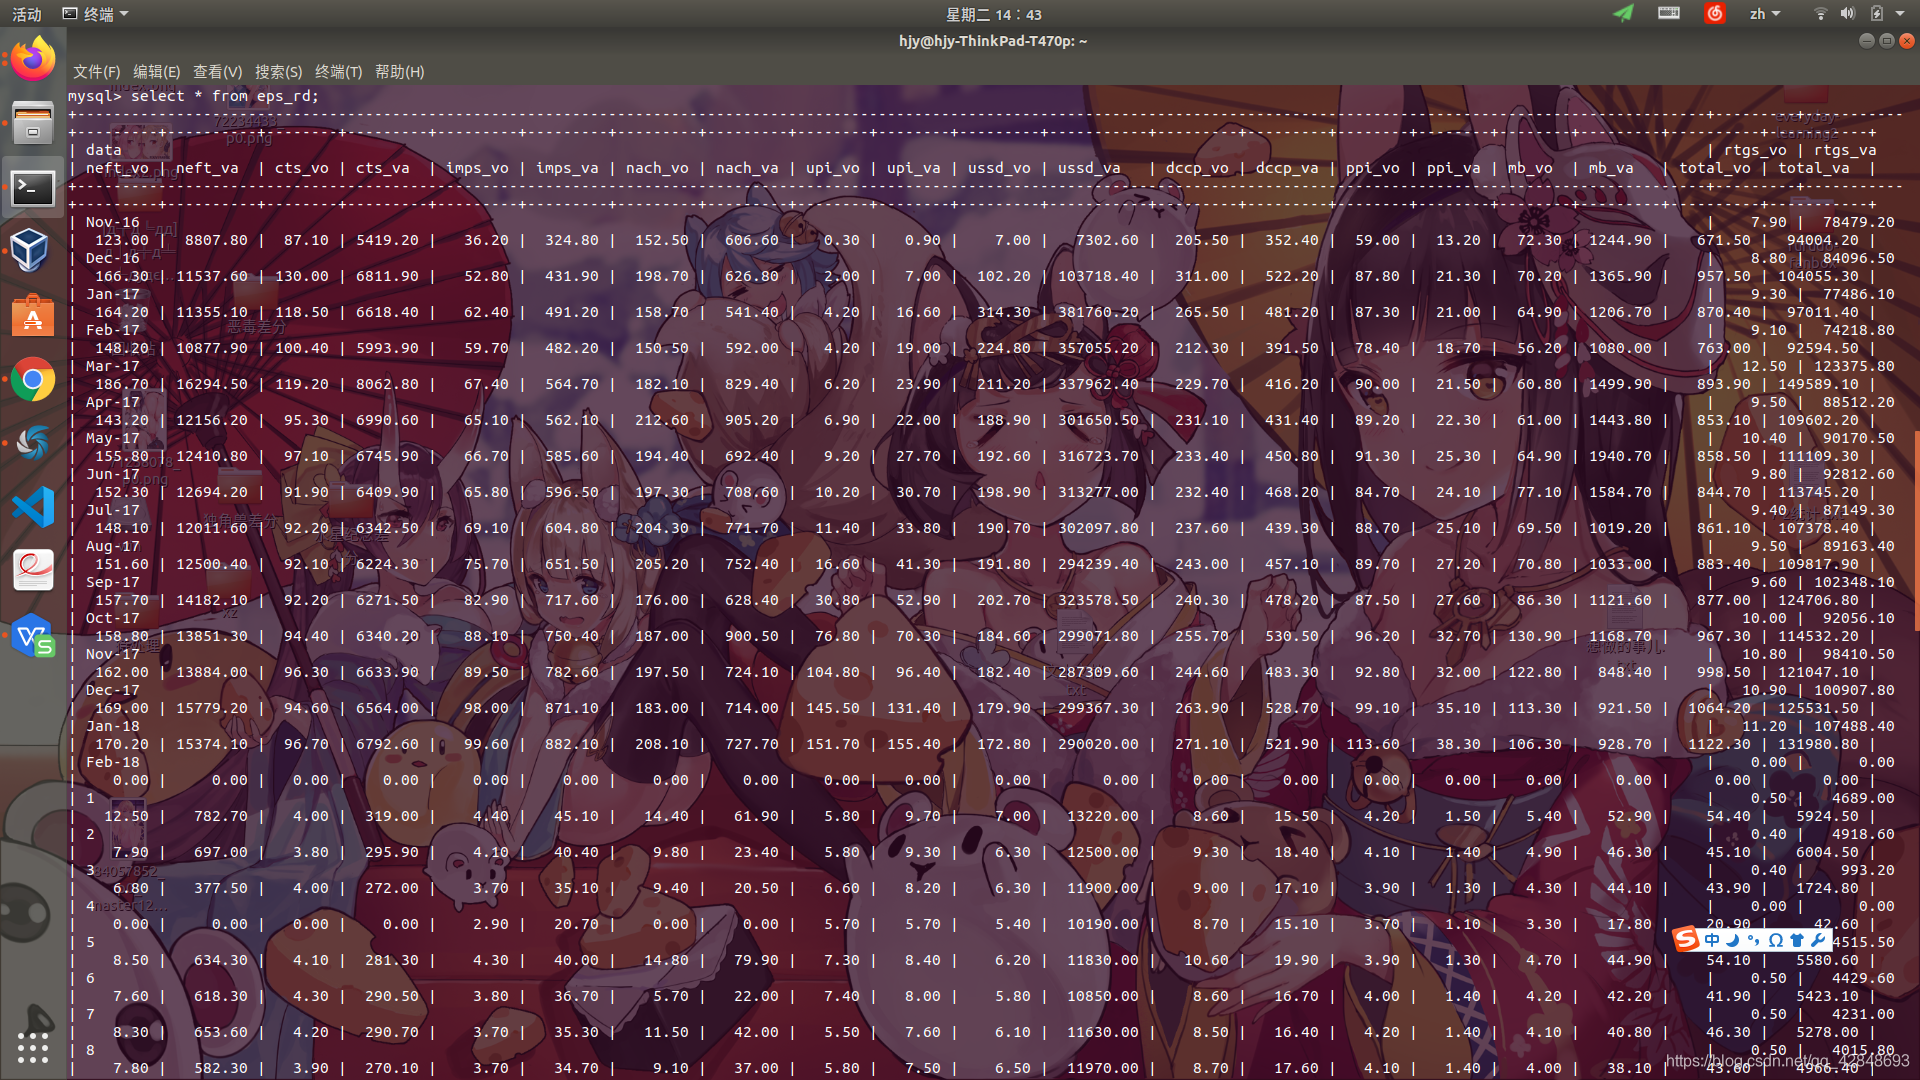 活动 终端 星期二 14：43 zh
hjy@hjy-ThinkPad-T470p: ~
文件(F) 编辑(E) 查看(V) 搜索(S) 终端(T) 帮助(H)
mysql> select * from eps_rd;
| data | rtgs_vo | rtgs_va
neft_vo | neft_va | cts_vo | cts_va | imps_vo | imps_va | nach_vo | nach_va | upi_vo | upi_va | ussd_vo | ussd_va | dccp_vo | dccp_va | ppi_vo | ppi_va | mb_vo | mb_va | total_vo | total_va |
| Nov-16 | 7.90 | 78479.20
| 123.00 | 8807.80 | 87.10 | 5419.20 | 36.20 | 324.80 | 152.50 | 606.60 | 0.30 | 0.90 | 7.00 | 7302.60 | 205.50 | 352.40 | 59.00 | 13.20 | 72.30 | 1244.90 | 671.50 | 94004.20 |
| Dec-16 | 8.80 | 84096.50
| 166.30 | 11537.60 | 130.00 | 6811.90 | 52.80 | 431.90 | 198.70 | 626.80 | 2.00 | 7.00 | 102.20 | 103718.40 | 311.00 | 522.20 | 87.80 | 21.30 | 70.20 | 1365.90 | 957.50 | 104055.30 |
| Jan-17 | 9.30 | 77486.10
| 164.20 | 11355.10 | 118.50 | 6618.40 | 62.40 | 491.20 | 158.70 | 541.40 | 4.20 | 16.60 | 314.30 | 381760.20 | 265.50 | 481.20 | 87.30 | 21.00 | 64.90 | 1206.70 | 870.40 | 97011.40 |
| Feb-17 | 9.10 | 74218.80
| 148.20 | 10877.90 | 100.40 | 5993.90 | 59.70 | 482.20 | 150.50 | 592.00 | 4.20 | 19.00 | 224.80 | 357055.20 | 212.30 | 391.50 | 78.40 | 18.70 | 56.20 | 1080.00 | 763.00 | 92594.50 |
| Mar-17 | 12.50 | 123375.80
| 186.70 | 16294.50 | 119.20 | 8062.80 | 67.40 | 564.70 | 182.10 | 829.40 | 6.20 | 23.90 | 211.20 | 337962.40 | 229.70 | 416.20 | 90.00 | 21.50 | 60.80 | 1499.90 | 893.90 | 149589.10 |
| Apr-17 | 9.50 | 88512.20
| 143.20 | 12156.20 | 95.30 | 6990.60 | 65.10 | 562.10 | 212.60 | 905.20 | 6.90 | 22.00 | 188.90 | 301650.50 | 231.10 | 431.40 | 89.20 | 22.30 | 61.00 | 1443.80 | 853.10 | 109602.20 |
| May-17 | 10.40 | 90170.50
| 155.80 | 12410.80 | 97.10 | 6745.90 | 66.70 | 585.60 | 194.40 | 692.40 | 9.20 | 27.70 | 192.60 | 316723.70 | 233.40 | 450.80 | 91.30 | 25.30 | 64.90 | 1940.70 | 858.50 | 111109.30 |
| Jun-17 | 9.80 | 92812.60
| 152.30 | 12694.20 | 91.90 | 6409.90 | 65.80 | 596.50 | 197.30 | 708.60 | 10.20 | 30.70 | 198.90 | 313277.00 | 232.40 | 468.20 | 84.70 | 24.10 | 77.10 | 1584.70 | 844.70 | 113745.20 |
| Jul-17 | 9.40 | 87149.30
| 148.10 | 12011.60 | 92.20 | 6342.50 | 69.10 | 604.80 | 204.30 | 771.70 | 11.40 | 33.80 | 190.70 | 302097.80 | 237.60 | 439.30 | 88.70 | 25.10 | 69.50 | 1019.20 | 861.10 | 107378.40 |
| Aug-17 | 9.50 | 89163.40
| 151.60 | 12500.40 | 92.10 | 6224.30 | 75.70 | 651.50 | 205.20 | 752.40 | 16.60 | 41.30 | 191.80 | 294239.40 | 243.00 | 457.10 | 89.70 | 27.20 | 70.80 | 1033.00 | 883.40 | 109817.90 |
| Sep-17 | 9.60 | 102348.10
| 157.70 | 14182.10 | 92.20 | 6271.50 | 82.90 | 717.60 | 176.00 | 628.40 | 30.80 | 52.90 | 202.70 | 323578.50 | 240.30 | 478.20 | 87.50 | 27.60 | 86.30 | 1121.60 | 877.00 | 124706.80 |
| Oct-17 | 10.00 | 92056.10
| 158.80 | 13851.30 | 94.40 | 6340.20 | 88.10 | 750.40 | 187.00 | 900.50 | 76.80 | 70.30 | 184.60 | 299071.80 | 255.70 | 530.50 | 96.20 | 32.70 | 130.90 | 1168.70 | 967.30 | 114532.20 |
| Nov-17 | 10.80 | 98410.50
| 162.00 | 13884.00 | 96.30 | 6633.90 | 89.50 | 782.60 | 197.50 | 724.10 | 104.80 | 96.40 | 182.40 | 287309.60 | 244.60 | 483.30 | 92.80 | 32.00 | 122.80 | 848.40 | 998.50 | 121047.10 |
| Dec-17 | 10.90 | 100907.80
| 169.00 | 15779.20 | 94.60 | 6564.00 | 98.00 | 871.10 | 183.00 | 714.00 | 145.50 | 131.40 | 179.90 | 299367.30 | 263.90 | 528.70 | 99.10 | 35.10 | 113.30 | 921.50 | 1064.20 | 125531.50 |
| Jan-18 | 11.20 | 107488.40
| 170.20 | 15374.10 | 96.70 | 6792.60 | 99.60 | 882.10 | 208.10 | 727.70 | 151.70 | 155.40 | 172.80 | 290020.00 | 271.10 | 521.90 | 113.60 | 38.30 | 106.30 | 928.70 | 1122.30 | 131980.80 |
| Feb-18 | 0.00 | 0.00
| 0.00 | 0.00 | 0.00 | 0.00 | 0.00 | 0.00 | 0.00 | 0.00 | 0.00 | 0.00 | 0.00 | 0.00 | 0.00 | 0.00 | 0.00 | 0.00 | 0.00 | 0.00 | 0.00 | 0.00 |
| 1 | 0.50 | 4689.00
| 12.50 | 782.70 | 4.00 | 319.00 | 4.40 | 45.10 | 14.40 | 61.90 | 5.80 | 9.70 | 7.00 | 13220.00 | 8.60 | 15.50 | 4.20 | 1.50 | 5.40 | 52.90 | 54.40 | 5924.50 |
| 2 | 0.40 | 4918.60
| 7.90 | 697.00 | 3.80 | 295.90 | 4.10 | 40.40 | 9.80 | 23.40 | 5.80 | 9.30 | 6.30 | 12500.00 | 9.30 | 18.40 | 4.10 | 1.40 | 4.90 | 46.30 | 45.10 | 6004.50 |
| 3 | 0.40 | 993.20
| 6.80 | 377.50 | 4.00 | 272.00 | 3.70 | 35.10 | 9.40 | 20.50 | 6.60 | 8.20 | 6.30 | 11900.00 | 9.00 | 17.10 | 3.90 | 1.30 | 4.30 | 44.10 | 43.90 | 1724.80 |
| 4 | 0.00 | 0.00
| 0.00 | 0.00 | 0.00 | 0.00 | 2.90 | 20.70 | 0.00 | 0.00 | 5.70 | 5.70 | 5.40 | 10190.00 | 8.70 | 15.10 | 3.70 | 1.10 | 3.30 | 17.80 | 20.90 | 42.60 |
| 5 4515.50
| 8.50 | 634.30 | 4.10 | 281.30 | 4.30 | 40.00 | 14.80 | 79.90 | 7.30 | 8.40 | 6.20 | 11830.00 | 10.60 | 19.90 | 3.90 | 1.30 | 4.70 | 44.90 | 54.10 | 5580.60 |
| 6 | 0.50 | 4429.60
| 7.60 | 618.30 | 4.30 | 290.50 | 3.80 | 36.70 | 5.70 | 22.00 | 7.40 | 8.00 | 5.80 | 10850.00 | 8.60 | 16.70 | 4.00 | 1.40 | 4.20 | 42.20 | 41.90 | 5423.10 |
| 7 | 0.50 | 4231.00
| 8.30 | 653.60 | 4.20 | 290.70 | 3.70 | 35.30 | 11.50 | 42.00 | 5.50 | 7.60 | 6.10 | 11630.00 | 8.50 | 16.40 | 4.20 | 1.40 | 4.10 | 40.80 | 46.30 | 5278.00 |
| 8 | 0.50 | 4015.80
| 7.80 | 582.30 | 3.90 | 270.10 | 3.70 | 34.70 | 9.10 | 37.00 | 5.80 | 7.50 | 6.50 | 11970.00 | 8.70 | 17.60 | 4.10 | 1.40 | 4.00 | 38.10 | 43.60 | 4966.40 |
中
https://blog.csdn.net/qq_42848693